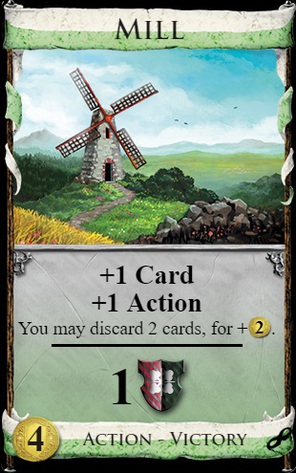 MILL
+1 Card
+1 Action
You may discard 2 cards, for +2.
1
4 ACTION - VICTORY